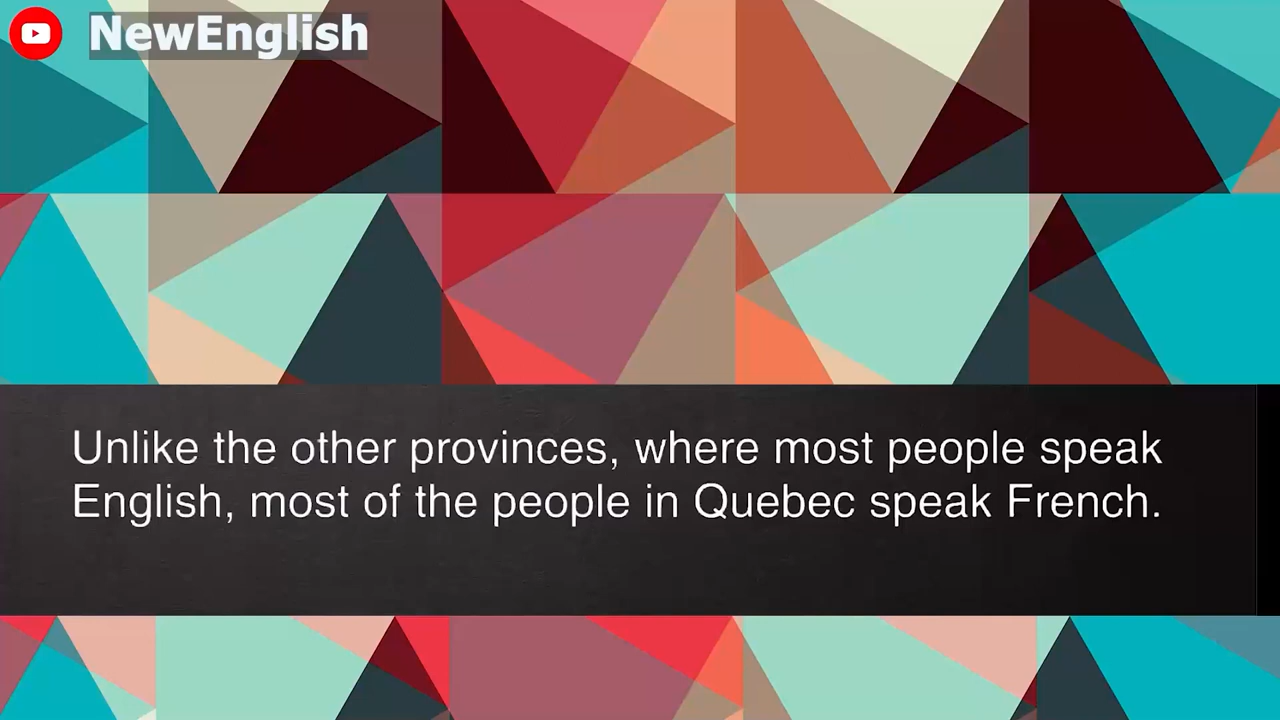 NewEnglish
Unlike the other provinces, where most people speak
English, most of the people in Quebec speak French.